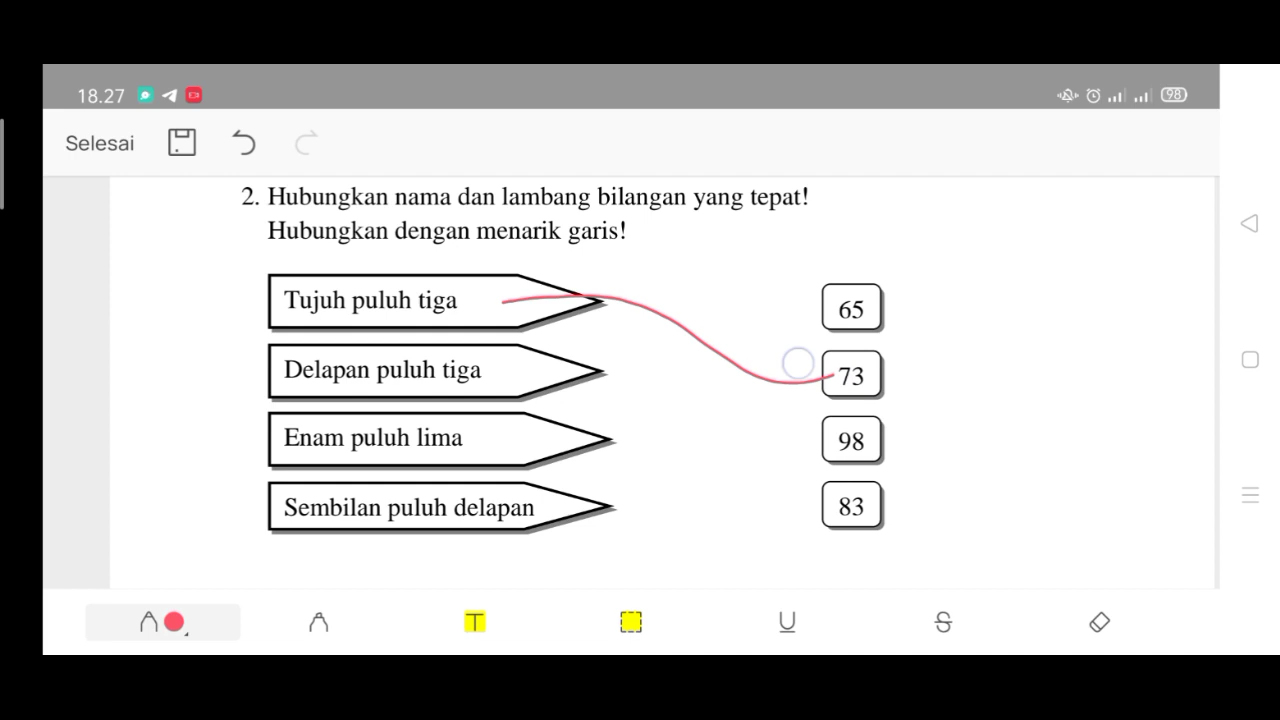 18.27
98
Selesai
2. Hubungkan nama dan lambang bilangan yang tepat!
Hubungkan dengan menarik garis!
Tujuh puluh tiga
65
Delapan puluh tiga
73
Enam puluh lima
98
Sembilan puluh delapan
83
T
U
S